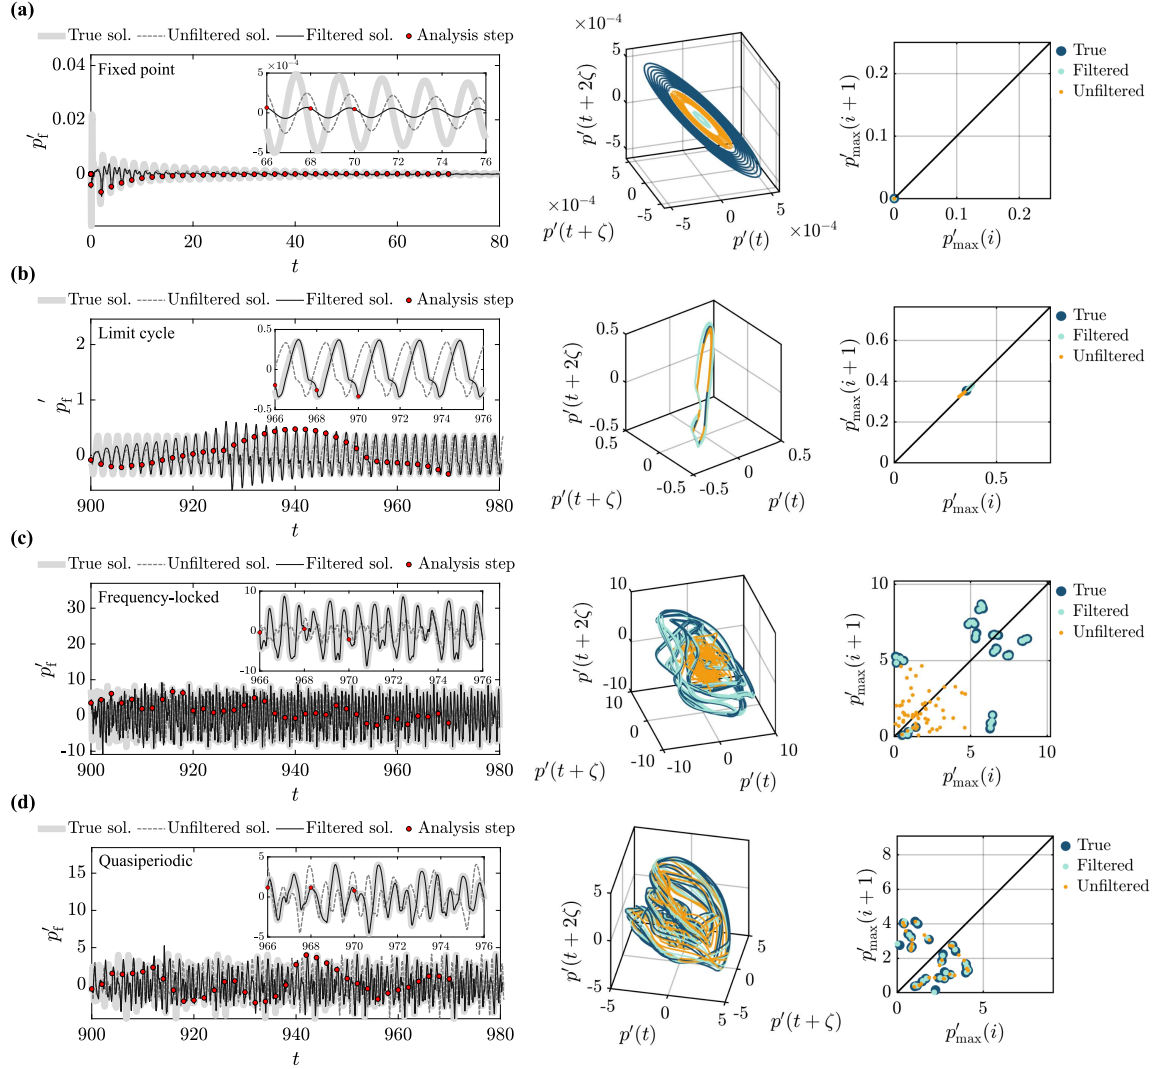 (a)
True sol. Unfiltered sol. Filtered sol. Analysis step
Fixed point
×10⁻⁴
5
0
-5
66 68 70 72 74 76
0.04
0.02
0
p′f
0 20 40 60 80
t
×10⁻⁴
5
0
-5
p′(t + 2ζ)
×10⁻⁴
-5 0 5
p′(t + ζ)
-5 0 5
p′(t)
×10⁻⁴
0.2
0.1
0
p′max(i + 1)
0 0.1 0.2
p′max(i)
True
Filtered
Unfiltered
(b)
True sol. Unfiltered sol. Filtered sol. Analysis step
Limit cycle
0.5
0
-0.5
966 968 970 972 974 976
2
1
0
p′f
900 920 940 960 980
t
0.5
0
-0.5
p′(t + 2ζ)
0.5 0 -0.5
p′(t + ζ)
-0.5 0 0.5
p′(t)
0.6
0.4
0.2
0
p′max(i + 1)
0.5
p′max(i)
True
Filtered
Unfiltered
(c)
True sol. Unfiltered sol. Filtered sol. Analysis step
Frequency-locked
10
0
-10
966 968 970 972 974 976
30
20
10
0
-10
p′f
900 920 940 960 980
t
10
0
-10
p′(t + 2ζ)
10 0 -10
p′(t + ζ)
-10 0 10
p′(t)
10
5
0
p′max(i + 1)
0 5 10
p′max(i)
True
Filtered
Unfiltered
(d)
True sol. Unfiltered sol. Filtered sol. Analysis step
Quasiperiodic
5
0
-5
966 968 970 972 974 976
15
10
5
0
p′f
900 920 940 960 980
t
5
0
-5
p′(t + 2ζ)
-5 0 5
p′(t)
-5 0 5
p′(t + ζ)
8
6
4
2
0
p′max(i + 1)
0 5
p′max(i)
True
Filtered
Unfiltered